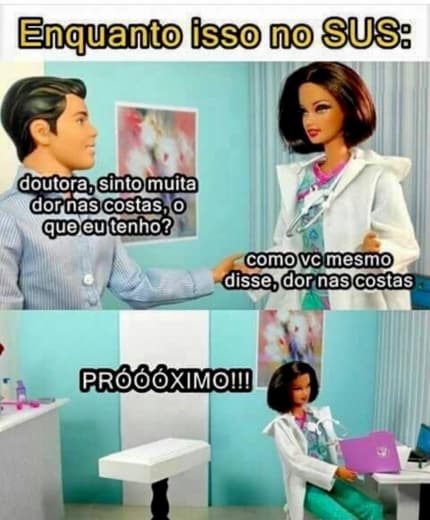 Enquanto isso no SUS:
doutora, sinto muita
dor nas costas, o
que eu tenho?
como vc mesmo
disse, dor nas costas
PRÓÓÓXIMO!!!